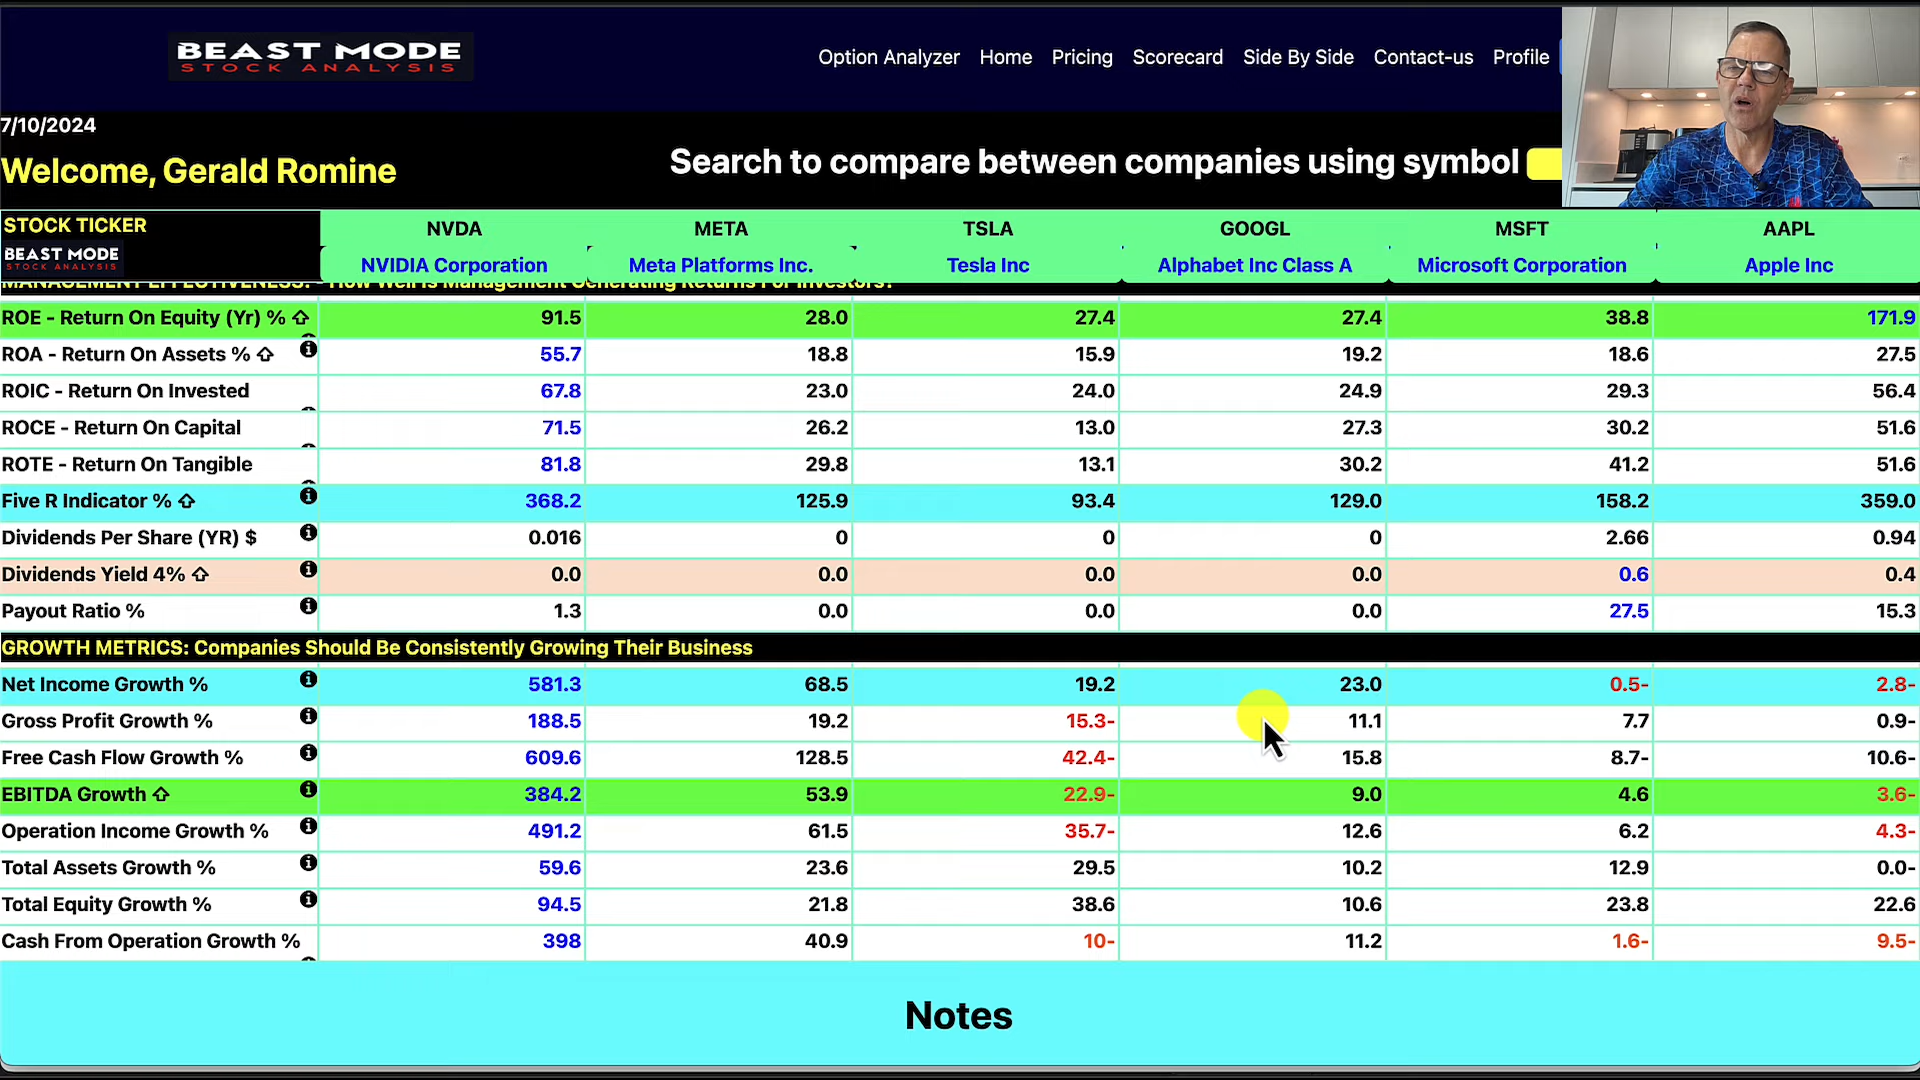 BEAST MODE
STOCK ANALYSIS
Option Analyzer Home Pricing Scorecard Side By Side Contact-us Profile
7/10/2024
Welcome, Gerald Romine
Search to compare between companies using symbol
STOCK TICKER NVDA META TSLA GOOGL MSFT AAPL
BEAST MODE
STOCK ANALYSIS
NVIDIA Corporation Meta Platforms Inc. Tesla Inc Alphabet Inc Class A Microsoft Corporation Apple Inc
MANAGEMENT EFFECTIVENESS: How Well Is Management Generating Returns For Investors?
ROE - Return On Equity (Yr) % 91.5 28.0 27.4 27.4 38.8 171.9
ROA - Return On Assets % 55.7 18.8 15.9 19.2 18.6 27.5
ROIC - Return On Invested 67.8 23.0 24.0 24.9 29.3 56.4
ROCE - Return On Capital 71.5 26.2 13.0 27.3 30.2 51.6
ROTE - Return On Tangible 81.8 29.8 13.1 30.2 41.2 51.6
Five R Indicator % 368.2 125.9 93.4 129.0 158.2 359.0
Dividends Per Share (YR) $ 0.016 0 0 0 2.66 0.94
Dividends Yield 4% 0.0 0.0 0.0 0.0 0.6 0.4
Payout Ratio % 1.3 0.0 0.0 0.0 27.5 15.3
GROWTH METRICS: Companies Should Be Consistently Growing Their Business
Net Income Growth % 581.3 68.5 19.2 23.0 0.5- 2.8-
Gross Profit Growth % 188.5 19.2 15.3- 11.1 7.7 0.9-
Free Cash Flow Growth % 609.6 128.5 42.4- 15.8 8.7- 10.6-
EBITDA Growth 384.2 53.9 22.9- 9.0 4.6 3.6-
Operation Income Growth % 491.2 61.5 35.7- 12.6 6.2 4.3-
Total Assets Growth % 59.6 23.6 29.5 10.2 12.9 0.0-
Total Equity Growth % 94.5 21.8 38.6 10.6 23.8 22.6
Cash From Operation Growth % 398 40.9 10- 11.2 1.6- 9.5-
Notes